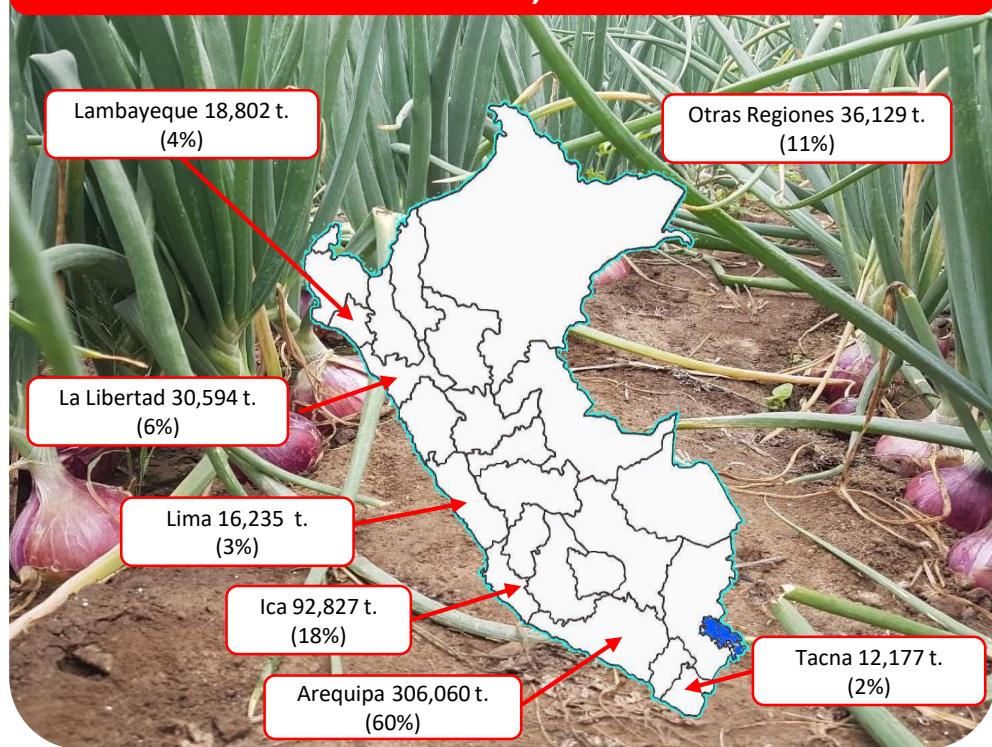 Lambayeque 18,802 t.
(4%)
Otras Regiones 36,129 t.
(11%)
La Libertad 30,594 t.
(6%)
Lima 16,235 t.
(3%)
Ica 92,827 t.
(18%)
Arequipa 306,060 t.
(60%)
Tacna 12,177 t.
(2%)